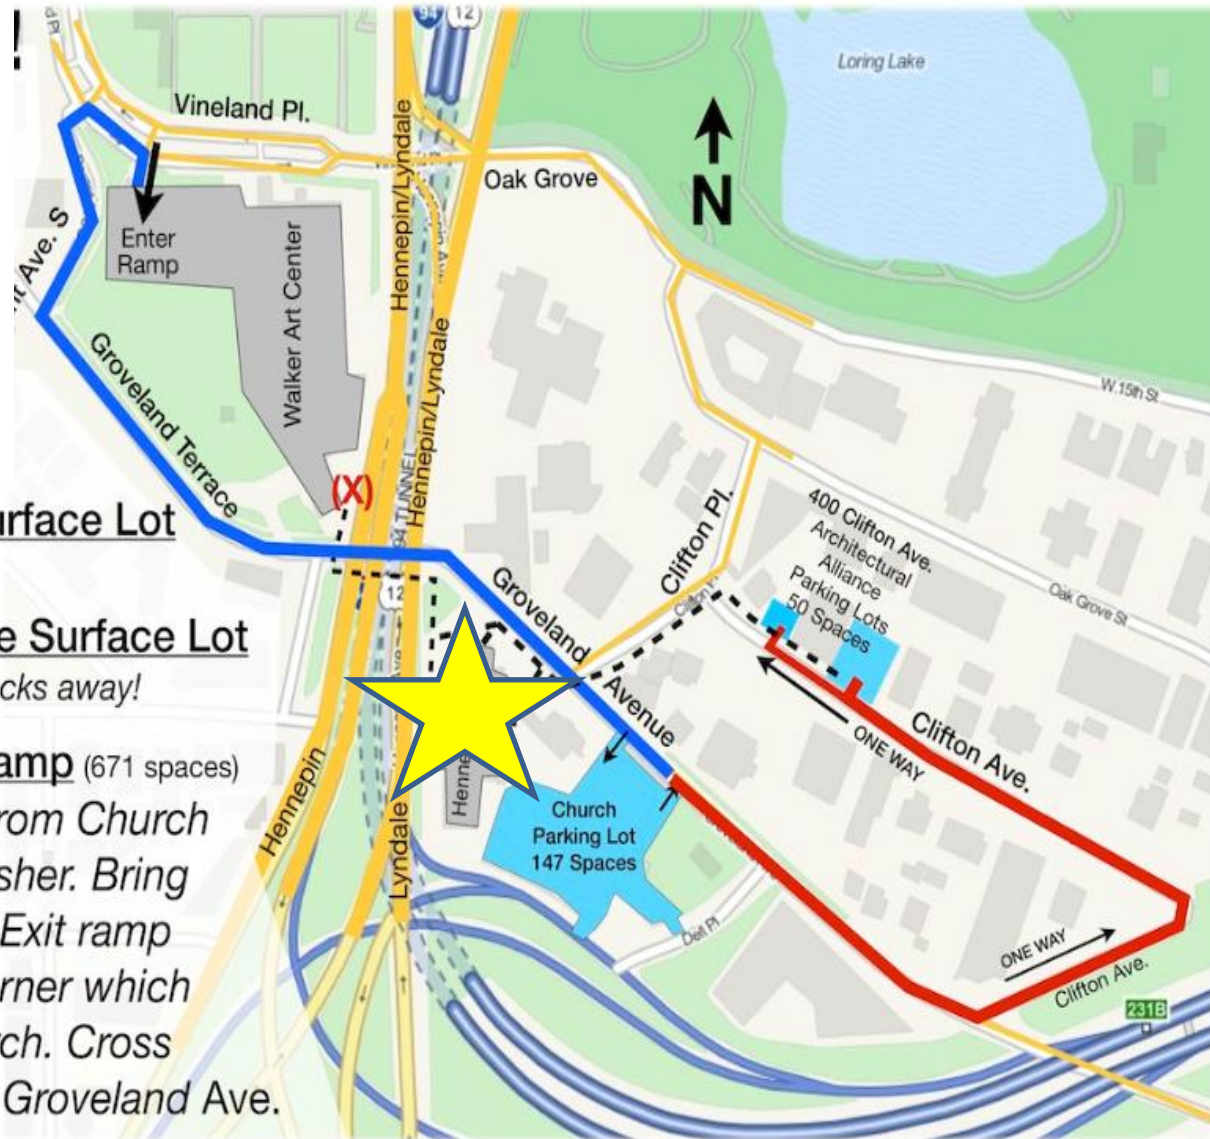 !
94
12
Loring Lake
Vineland Pl.
Hennepin/Lyndale
Oak Grove
N
Ave. S
Enter
Ramp
Walker Art Center
Hennepin/Lyndale
Groveland Terrace
W.15th St
(X)
94 TUNNEL
Clifton Pl.
400 Clifton Ave.
Architectural
Alliance
Parking Lots
50 Spaces
Oak Grove St
urface Lot
12
Groveland
Avenue
e Surface Lot
cks away!
ONE WAY
Clifton Ave.
amp (671 spaces)
Hennepin
Henne
Church
Parking Lot
147 Spaces
rom Church
Lyndale
sher. Bring
Exit ramp
Dell Pl
ONE WAY
Clifton Ave.
rner which
231B
rch. Cross
Groveland Ave.